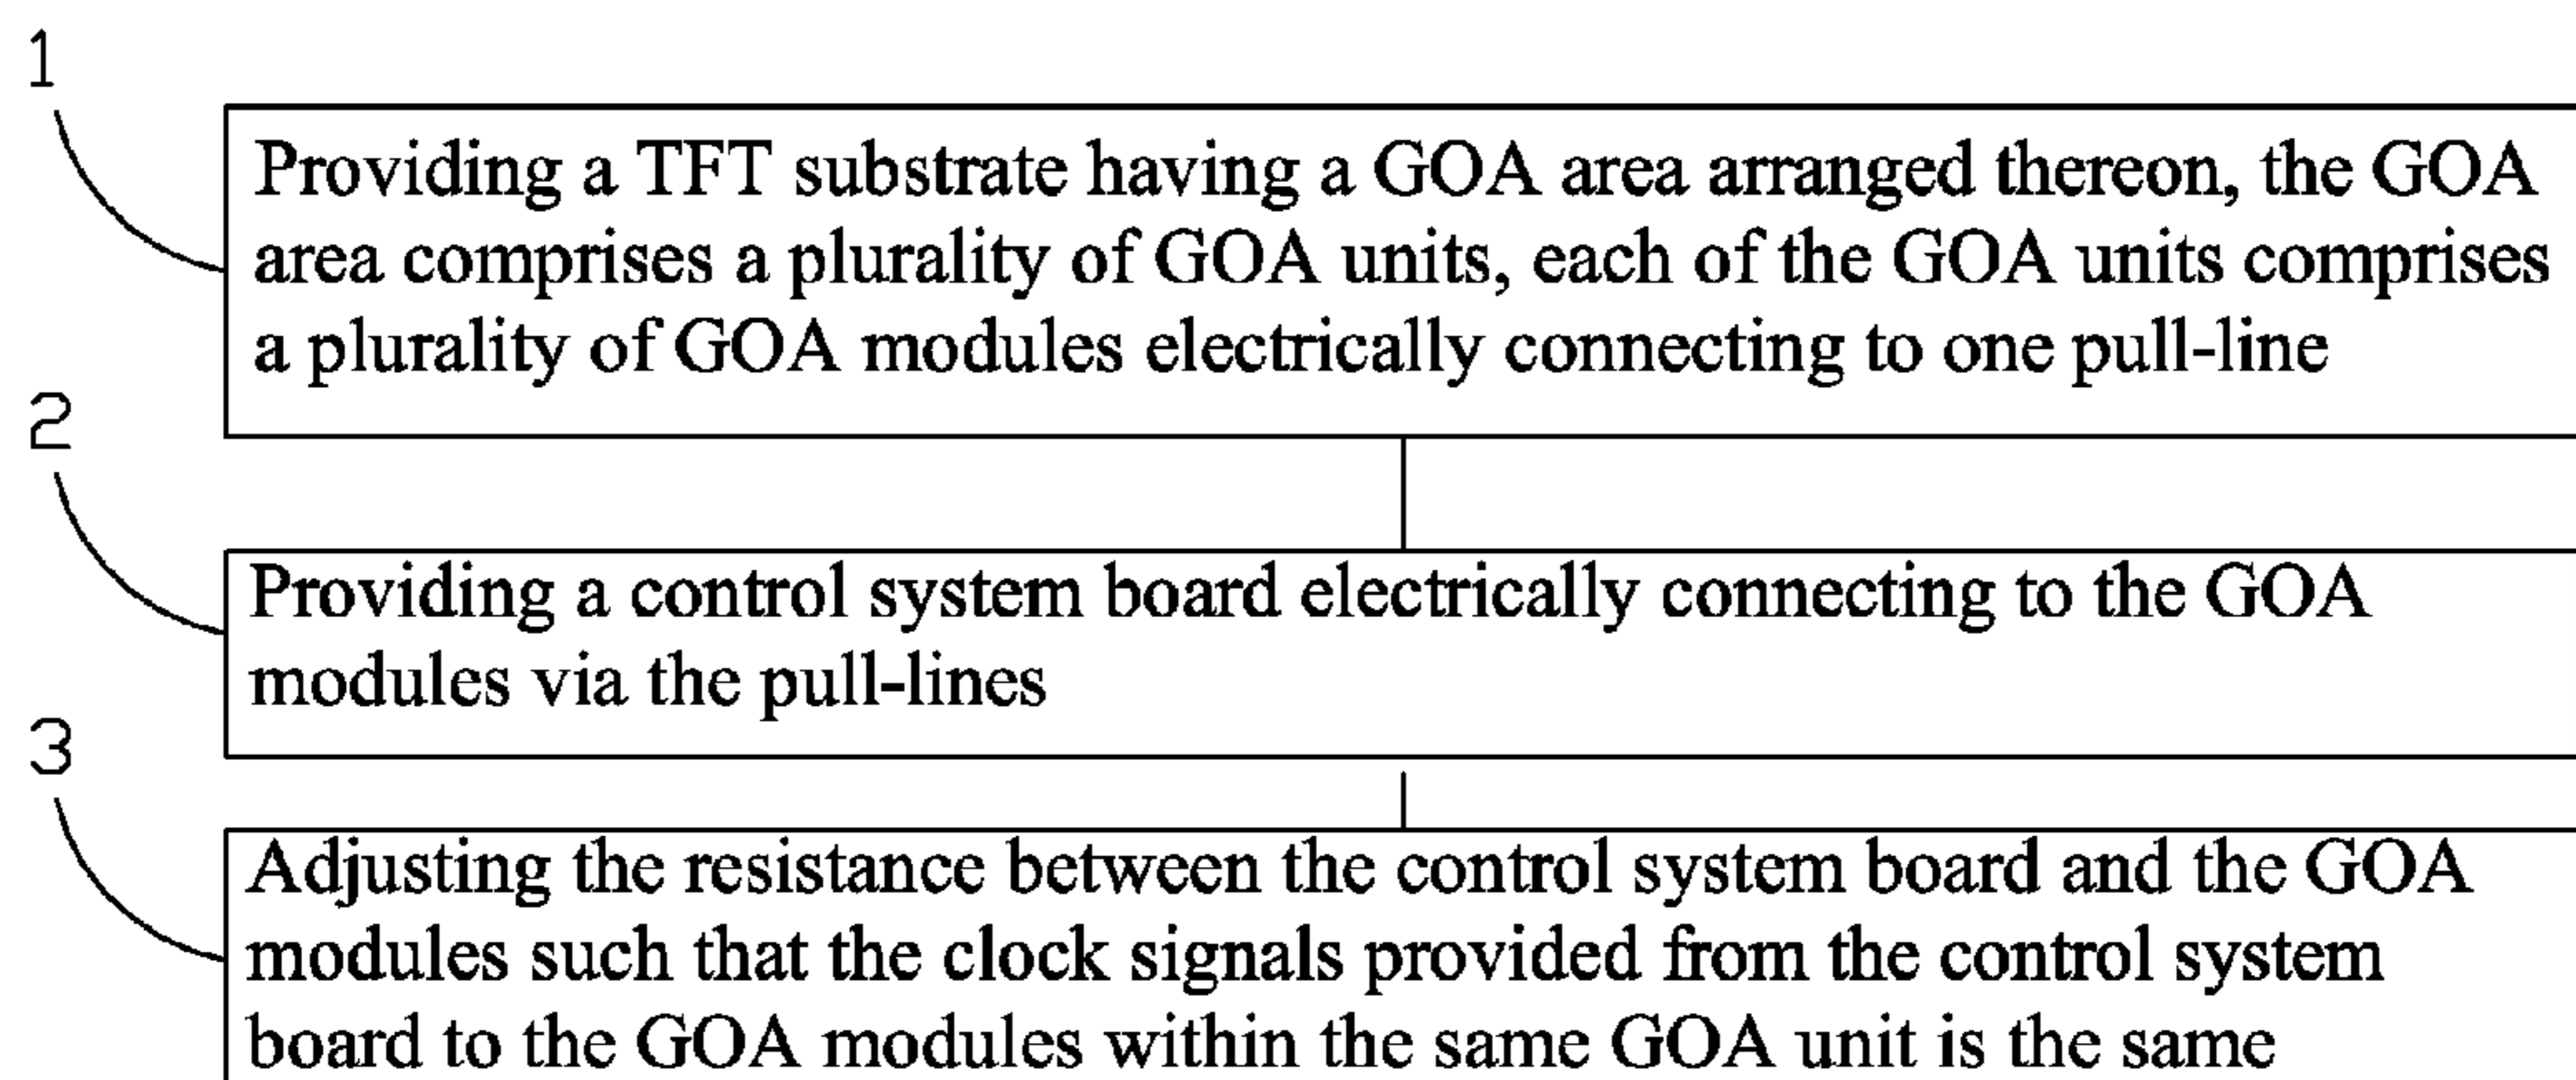 1
Providing a TFT substrate having a GOA area arranged thereon, the GOA
area comprises a plurality of GOA units, each of the GOA units comprises
a plurality of GOA modules electrically connecting to one pull-line
2
Providing a control system board electrically connecting to the GOA
modules via the pull-lines
3
Adjusting the resistance between the control system board and the GOA
modules such that the clock signals provided from the control system
board to the GOA modules within the same GOA unit is the same